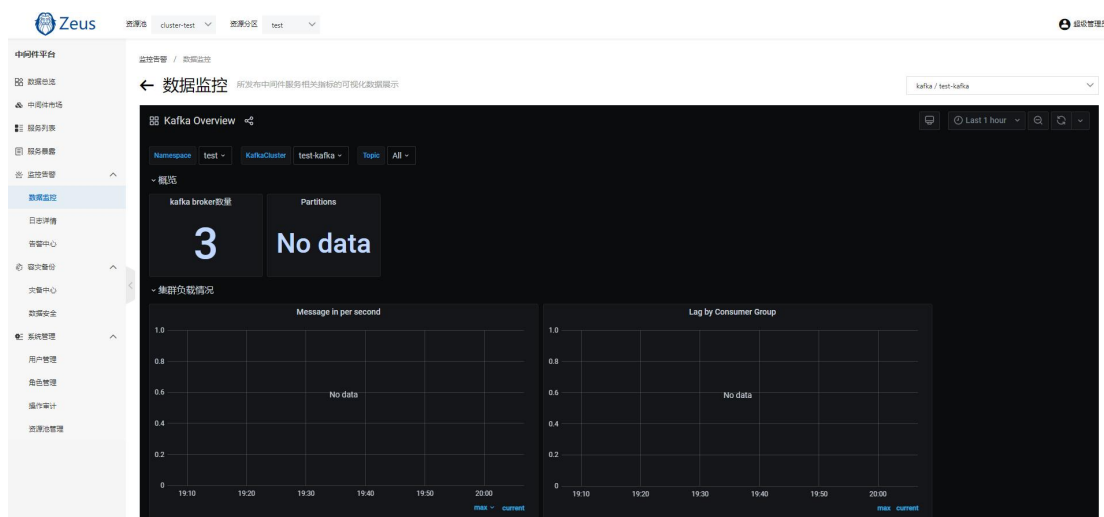 Zeus
资源池 cluster-test 资源分区 test 超级管理员
中间件平台
数据总览
中间件市场
服务列表
服务暴露
监控告警
数据监控
日志详情
告警中心
容灾备份
灾备中心
数据安全
系统管理
用户管理
角色管理
操作审计
资源池管理
监控告警 / 数据监控
数据监控 所发布中间件服务相关指标的可视化数据展示
kafka / test-kafka
Kafka Overview Last 1 hour
Namespace test KafkaCluster test-kafka Topic All
概览
kafka broker数量 Partitions
3 No data
集群负载情况
Message in per second
1.0
0.8
0.6
No data
0.4
0.2
0
19:10 19:20 19:30 19:40 19:50 20:00
max current
Lag by Consumer Group
1.0
0.8
0.6
No data
0.4
0.2
0
19:10 19:20 19:30 19:40 19:50 20:00
max current